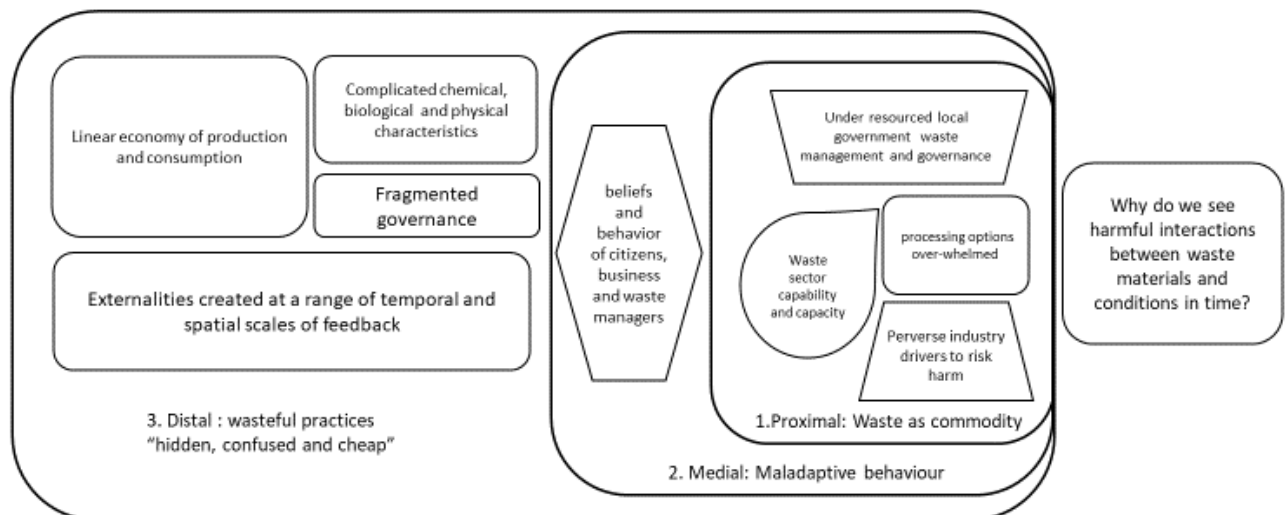 Linear economy of production
and consumption
Complicated chemical,
biological and physical
characteristics
Fragmented
governance
Externalities created at a range of temporal and
spatial scales of feedback
3. Distal : wasteful practices
“hidden, confused and cheap”
beliefs
and
behavior
of citizens,
business
and waste
managers
2. Medial: Maladaptive behaviour
Under resourced local
government waste
management and governance
Waste
sector
capability
and capacity
processing options
over-whelmed
Perverse industry
drivers to risk
harm
1.Proximal: Waste as commodity
Why do we see
harmful interactions
between waste
materials and
conditions in time?